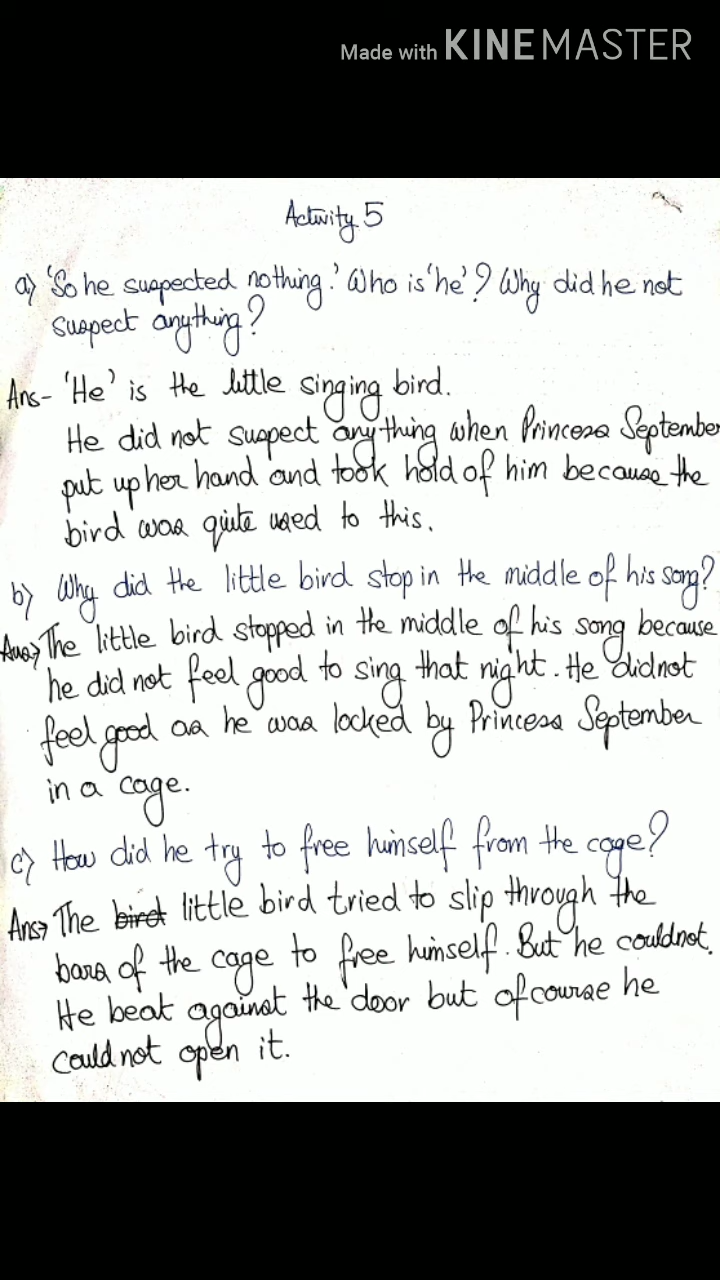 Made with KINEMASTER
Activity 5
a) 'So he suspected nothing.' Who is 'he'? Why did he not
suspect anything?
Ans- 'He' is the little singing bird.
He did not suspect anything when Princess September
put up her hand and took hold of him because the
bird was quite used to this.
b) Why did the little bird stop in the middle of his song?
Ans→ The little bird stopped in the middle of his song because
he did not feel good to sing that night. He did not
feel good as he was locked by Princess September
in a cage.
c) How did he try to free himself from the cage?
Ans→ The bird little bird tried to slip through the
bars of the cage to free himself. But he could not.
He beat against the door but of course he
could not open it.